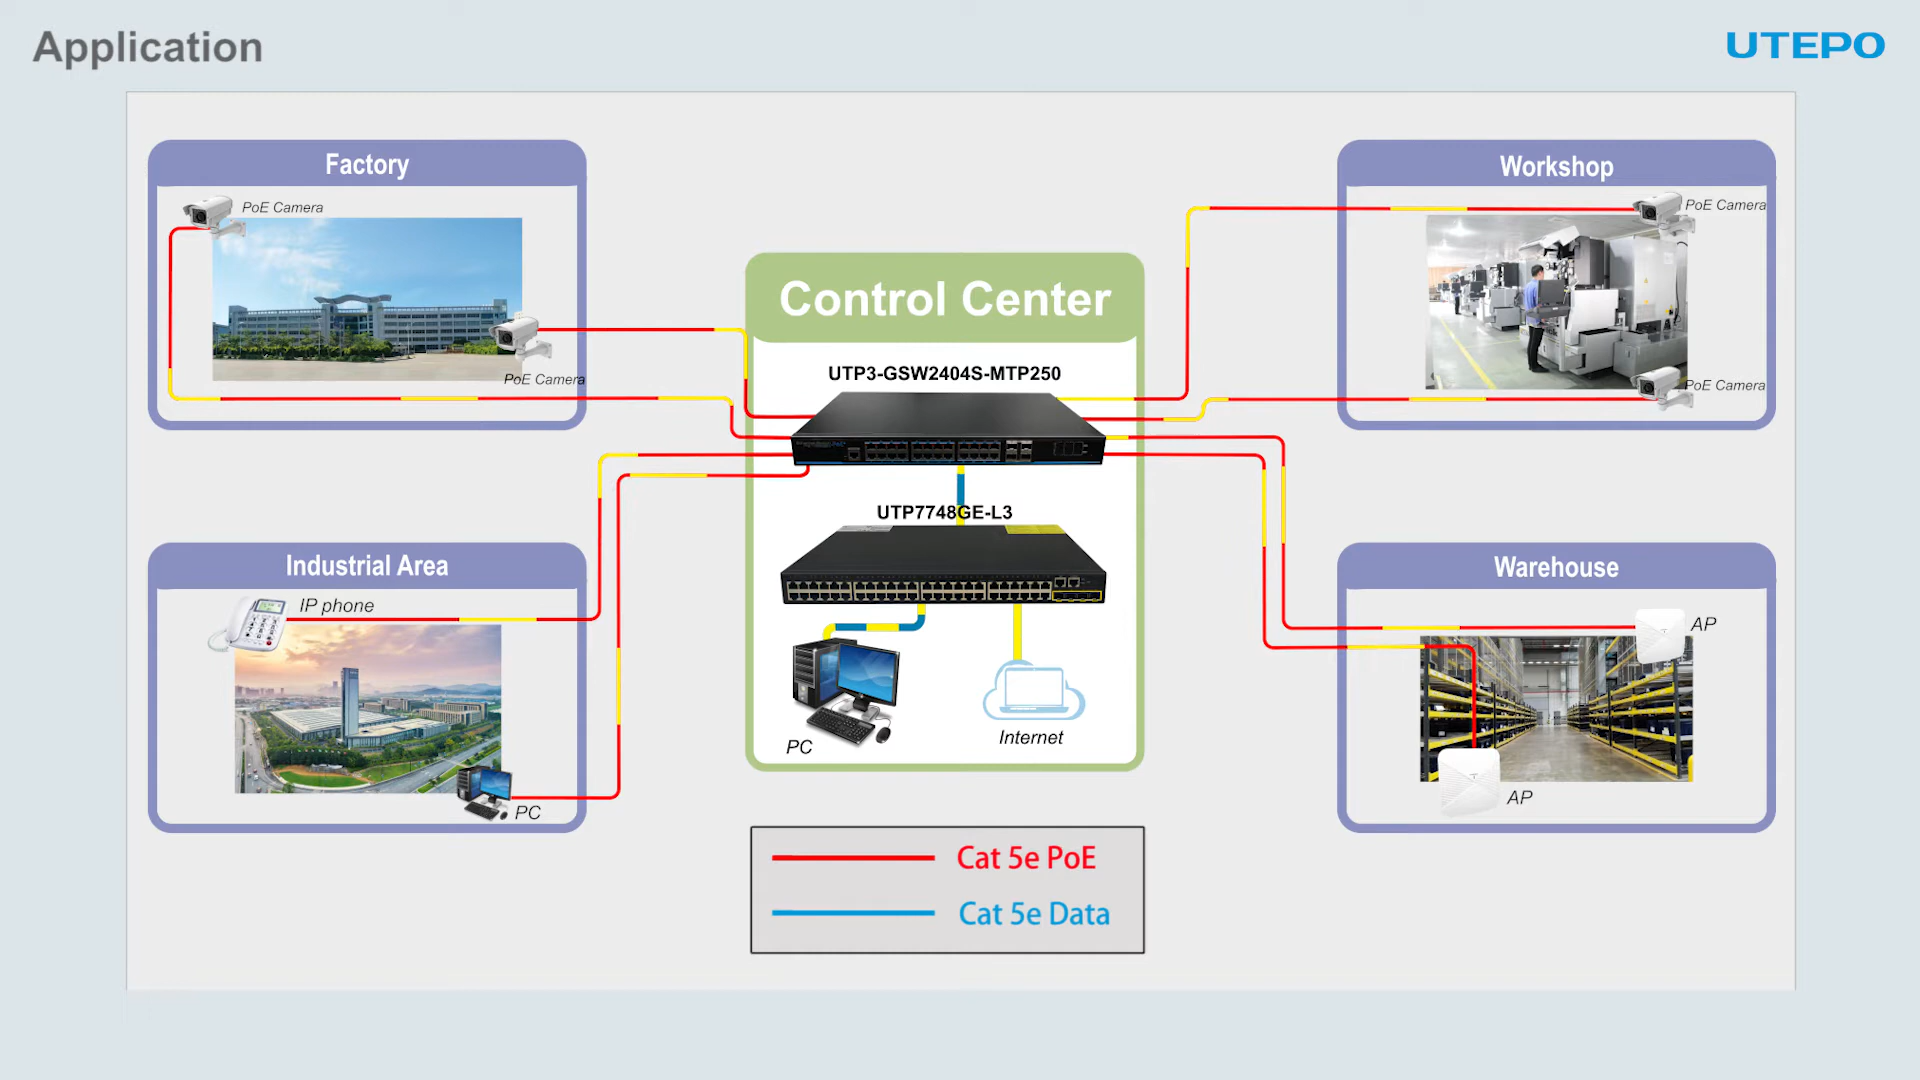 Application
UTEPO
Factory
PoE Camera
PoE Camera
Workshop
PoE Camera
PoE Camera
Control Center
UTP3-GSW2404S-MTP250
UTP7748GE-L3
PC
Internet
Industrial Area
IP phone
PC
Warehouse
AP
AP
Cat 5e PoE
Cat 5e Data